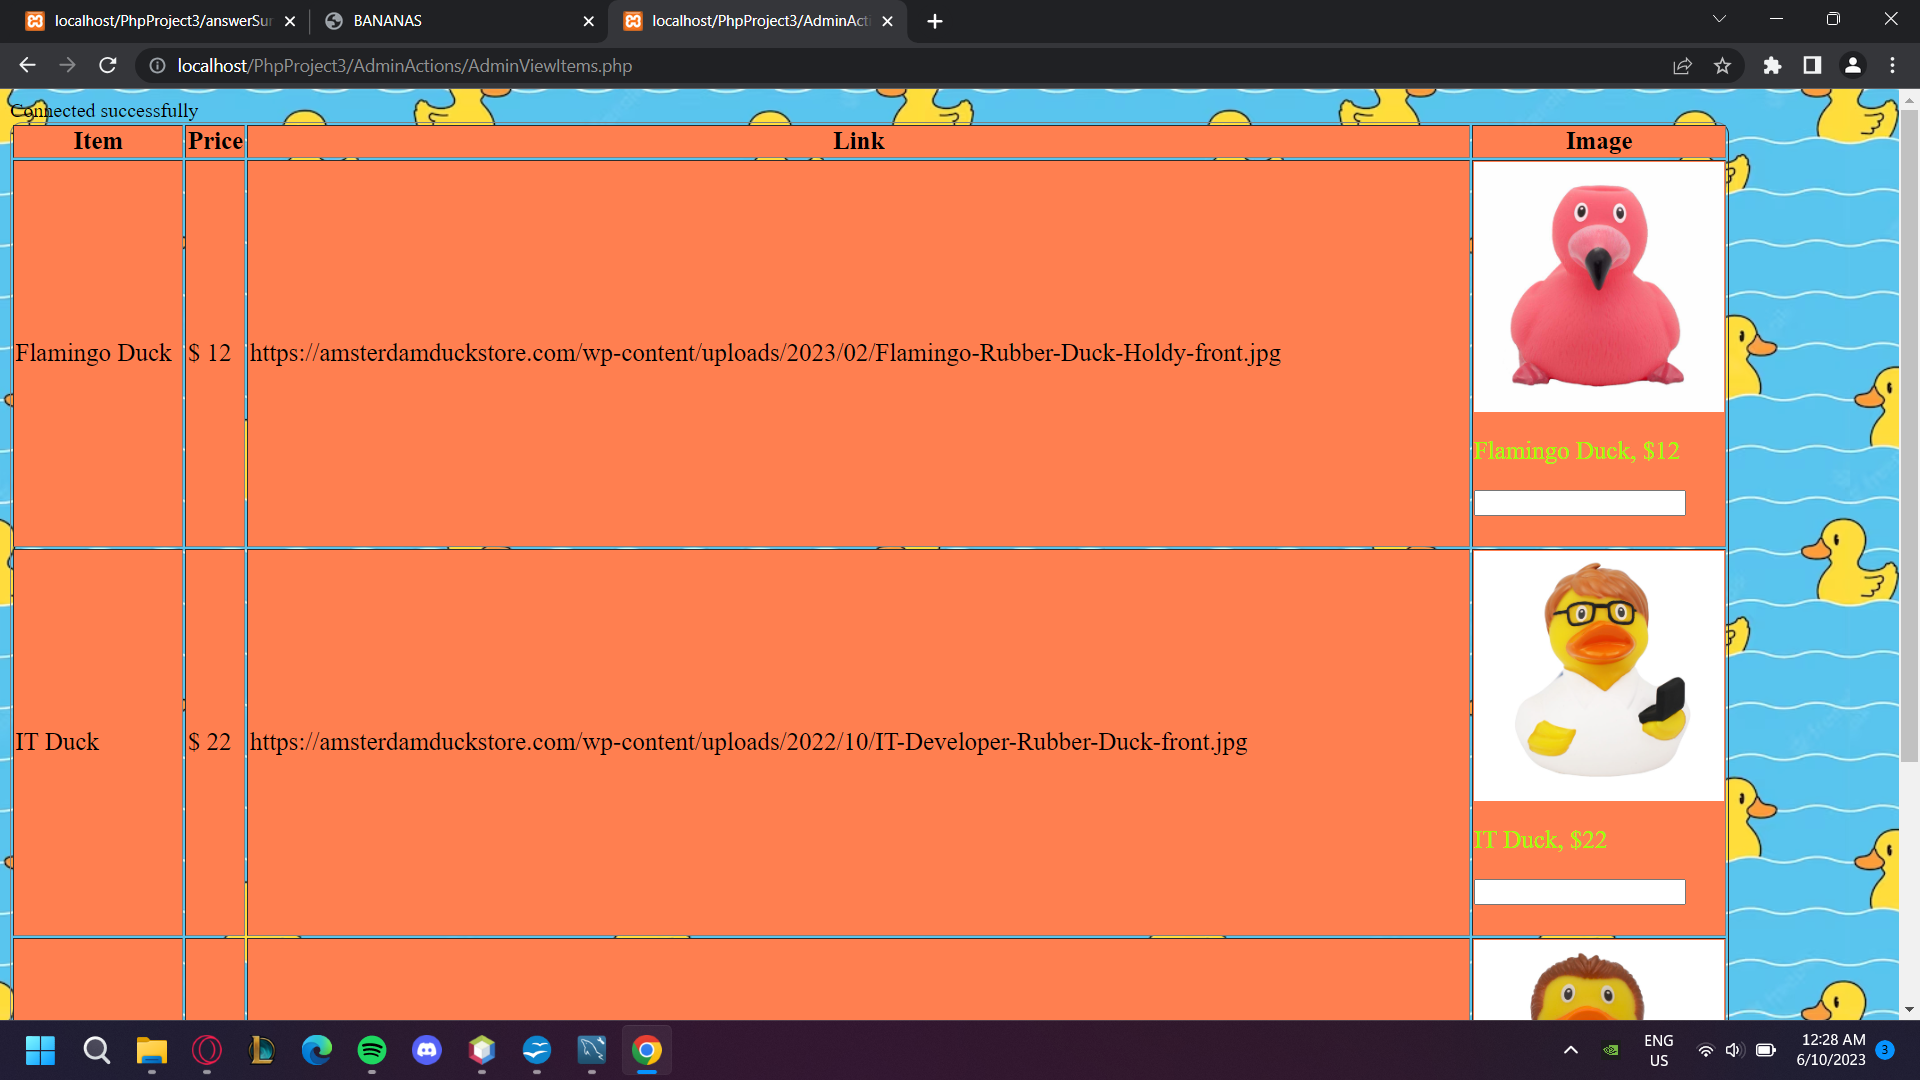 localhost/PhpProject3/answerSur
BANANAS
localhost/PhpProject3/AdminActi
localhost/PhpProject3/AdminActions/AdminViewItems.php
Connected successfully
Item Price Link Image
Flamingo Duck $ 12 https://amsterdamduckstore.com/wp-content/uploads/2023/02/Flamingo-Rubber-Duck-Holdy-front.jpg
Flamingo Duck, $12
IT Duck $ 22 https://amsterdamduckstore.com/wp-content/uploads/2022/10/IT-Developer-Rubber-Duck-front.jpg
IT Duck, $22
ENG
US
12:28 AM
6/10/2023
3